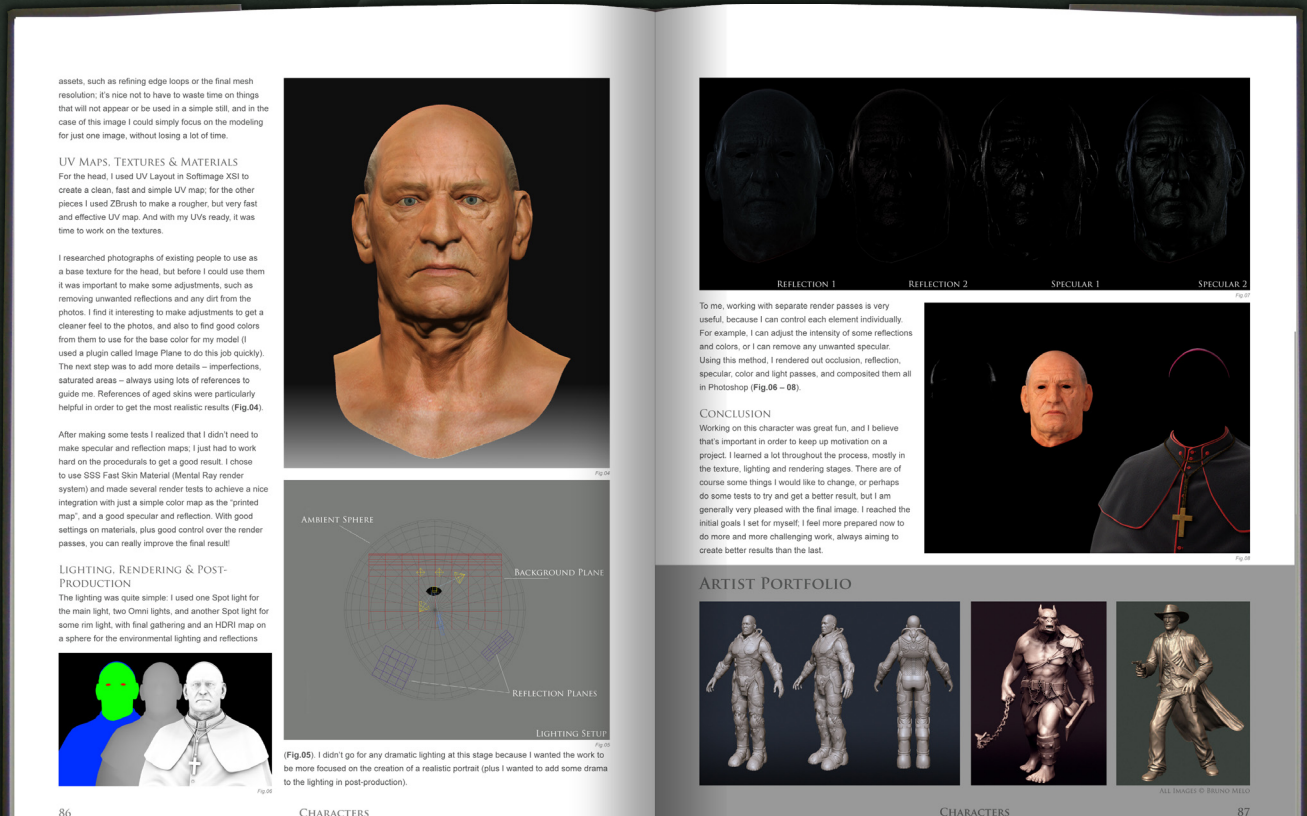 assets, such as refining edge loops or the final mesh
resolution; it's nice not to have to waste time on things
that will not appear or be used in a simple still, and in the
case of this image I could simply focus on the modeling
for just one image, without losing a lot of time.
UV Maps, Textures & Materials
For the head, I used UV Layout in Softimage XSI to
create a clean, fast and simple UV map; for the other
pieces I used ZBrush to make a rougher, but very fast
and effective UV map. And with my UVs ready, it was
time to work on the textures.
I researched photographs of existing people to use as
a base texture for the head, but before I could use them
it was important to make some adjustments, such as
removing unwanted reflections and any dirt from the
photos. I find it interesting to make adjustments to get a
cleaner feel to the photos, and also to find good colors
from them to use for the base color for my model (I
used a plugin called Image Plane to do this job quickly).
The next step was to add more details – imperfections,
saturated areas – always using lots of references to
guide me. References of aged skins were particularly
helpful in order to get the most realistic results (Fig.04).
After making some tests I realized that I didn't need to
make specular and reflection maps; I just had to work
hard on the procedurals to get a good result. I chose
to use SSS Fast Skin Material (Mental Ray render
system) and made several render tests to achieve a nice
integration with just a simple color map as the "printed
map", and a good specular and reflection. With good
settings on materials, plus good control over the render
passes, you can really improve the final result!
Lighting, Rendering & Post-
Production
The lighting was quite simple: I used one Spot light for
the main light, two Omni lights, and another Spot light for
some rim light, with final gathering and an HDRI map on
a sphere for the environmental lighting and reflections
Fig.06
Fig.04
Ambient Sphere
Background Plane
Reflection Planes
Lighting Setup
Fig.05
(Fig.05). I didn't go for any dramatic lighting at this stage because I wanted the work to
be more focused on the creation of a realistic portrait (plus I wanted to add some drama
to the lighting in post-production).
86
Characters
Reflection 1
Reflection 2
Specular 1
Specular 2
Fig.07
To me, working with separate render passes is very
useful, because I can control each element individually.
For example, I can adjust the intensity of some reflections
and colors, or I can remove any unwanted specular.
Using this method, I rendered out occlusion, reflection,
specular, color and light passes, and composited them all
in Photoshop (Fig.06 – 08).
Conclusion
Working on this character was great fun, and I believe
that's important in order to keep up motivation on a
project. I learned a lot throughout the process, mostly in
the texture, lighting and rendering stages. There are of
course some things I would like to change, or perhaps
do some tests to try and get a better result, but I am
generally very pleased with the final image. I reached the
initial goals I set for myself; I feel more prepared now to
do more and more challenging work, always aiming to
create better results than the last.
Artist Portfolio
All Images © Bruno Melo
Characters
87